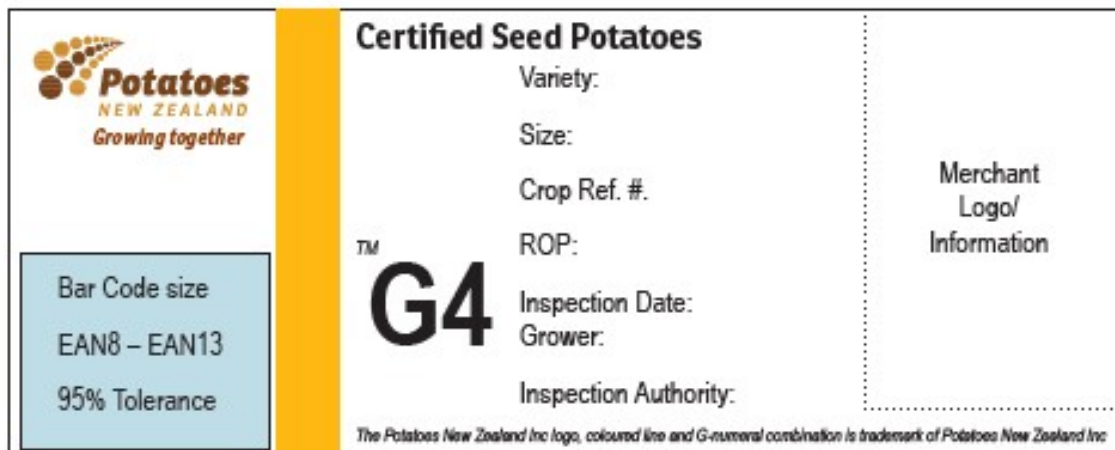 Potatoes
NEW ZEALAND
Growing together
Bar Code size
EAN8 – EAN13
95% Tolerance
Certified Seed Potatoes
Variety:
Size:
Crop Ref. #.
ROP:
TM
G4
Inspection Date:
Grower:
Inspection Authority:
Merchant
Logo/
Information
The Potatoes New Zealand Inc logo, coloured line and G-numeral combination is trademark of Potatoes New Zealand Inc